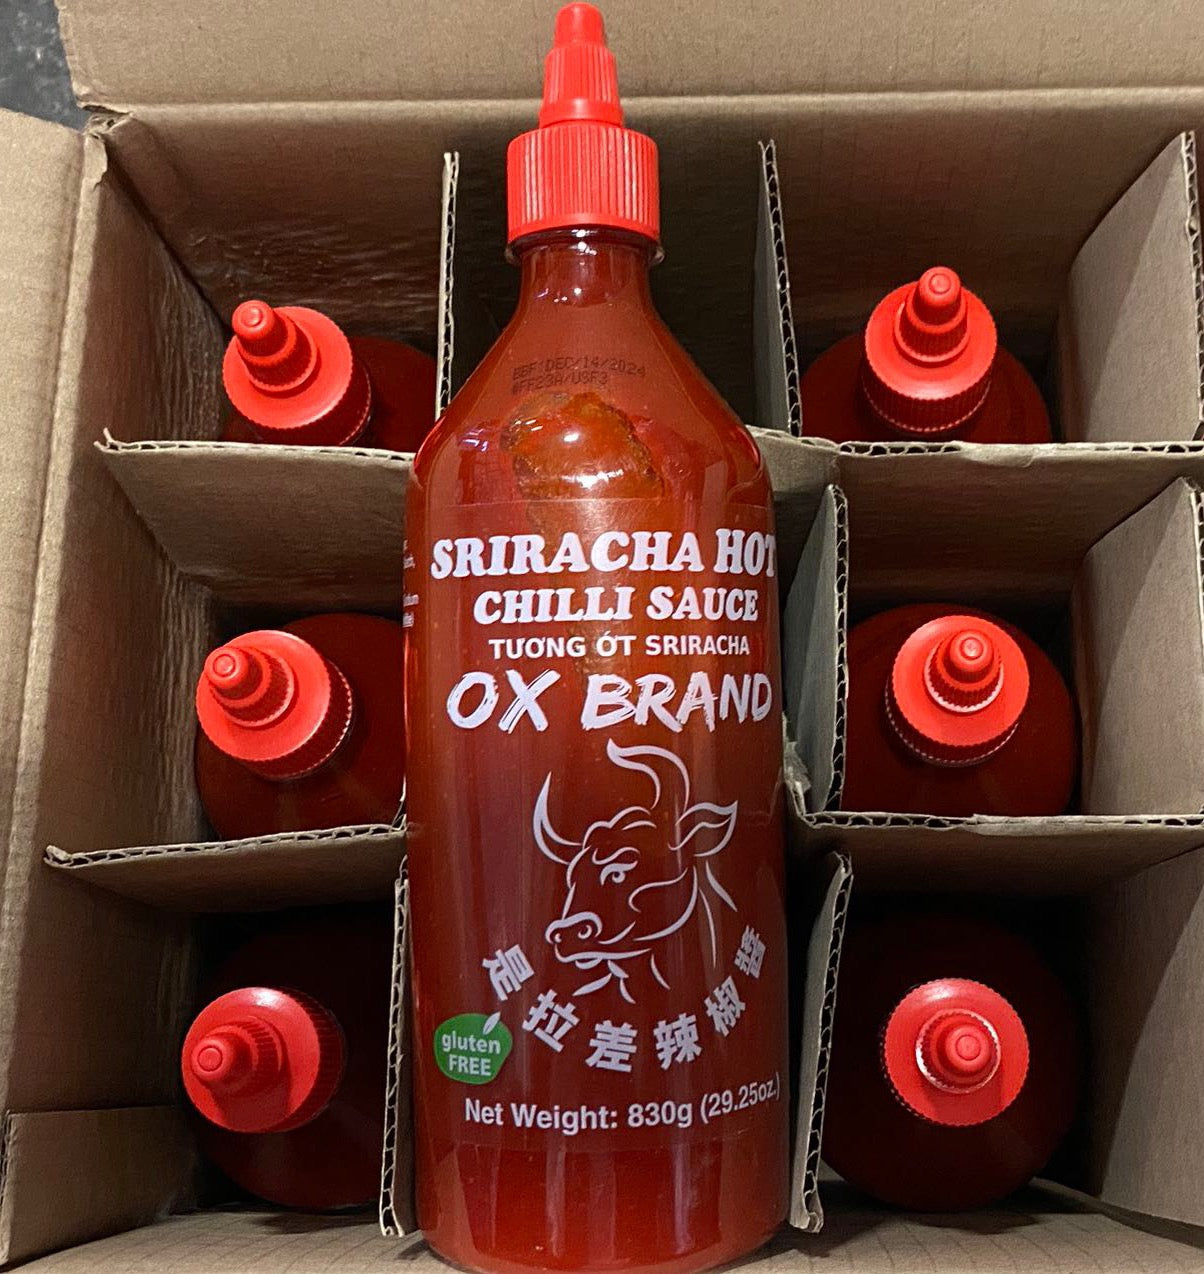 BBF:DEC/14/2024
SRIRACHA HOT
CHILLI SAUCE
TƯƠNG ỚT SRIRACHA
OX BRAND
是拉差辣椒醬
gluten
FREE
Net Weight: 830g (29.25oz.)